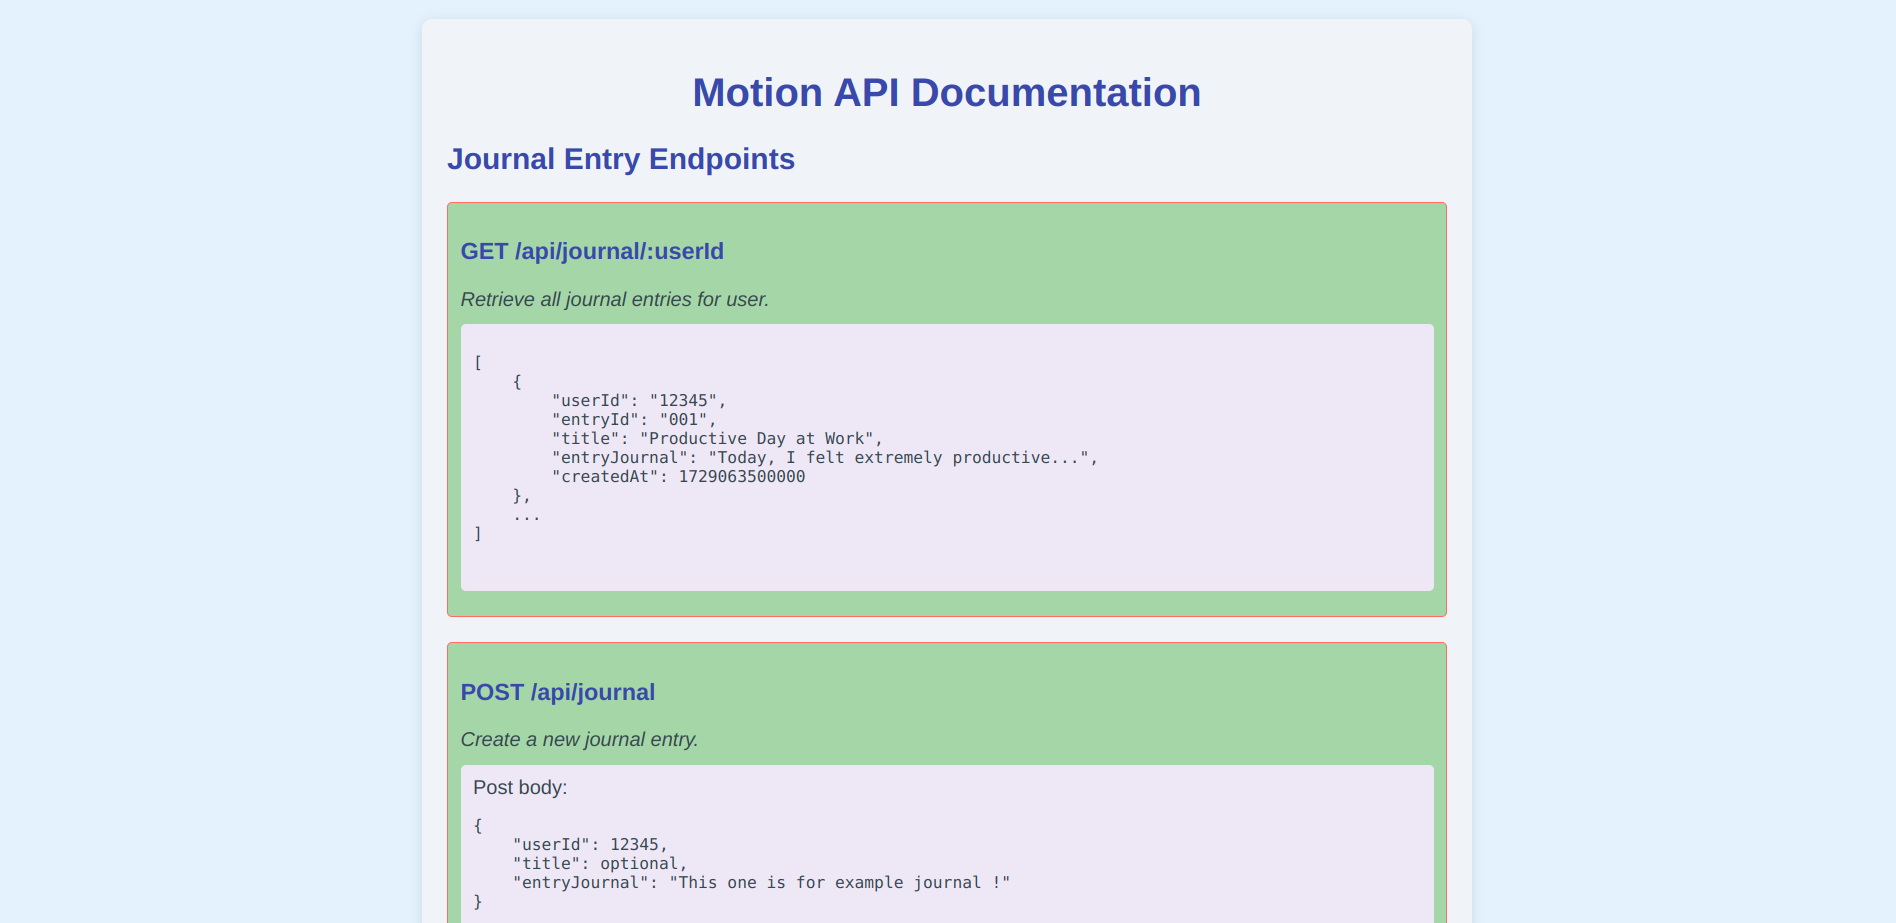 Motion API Documentation
Journal Entry Endpoints
GET /api/journal/:userId
Retrieve all journal entries for user.
[
    {
        "userId": "12345",
        "entryId": "001",
        "title": "Productive Day at Work",
        "entryJournal": "Today, I felt extremely productive...",
        "createdAt": 1729063500000
    },
    ...
]
POST /api/journal
Create a new journal entry.
Post body:
{
    "userId": 12345,
    "title": optional,
    "entryJournal": "This one is for example journal !"
}